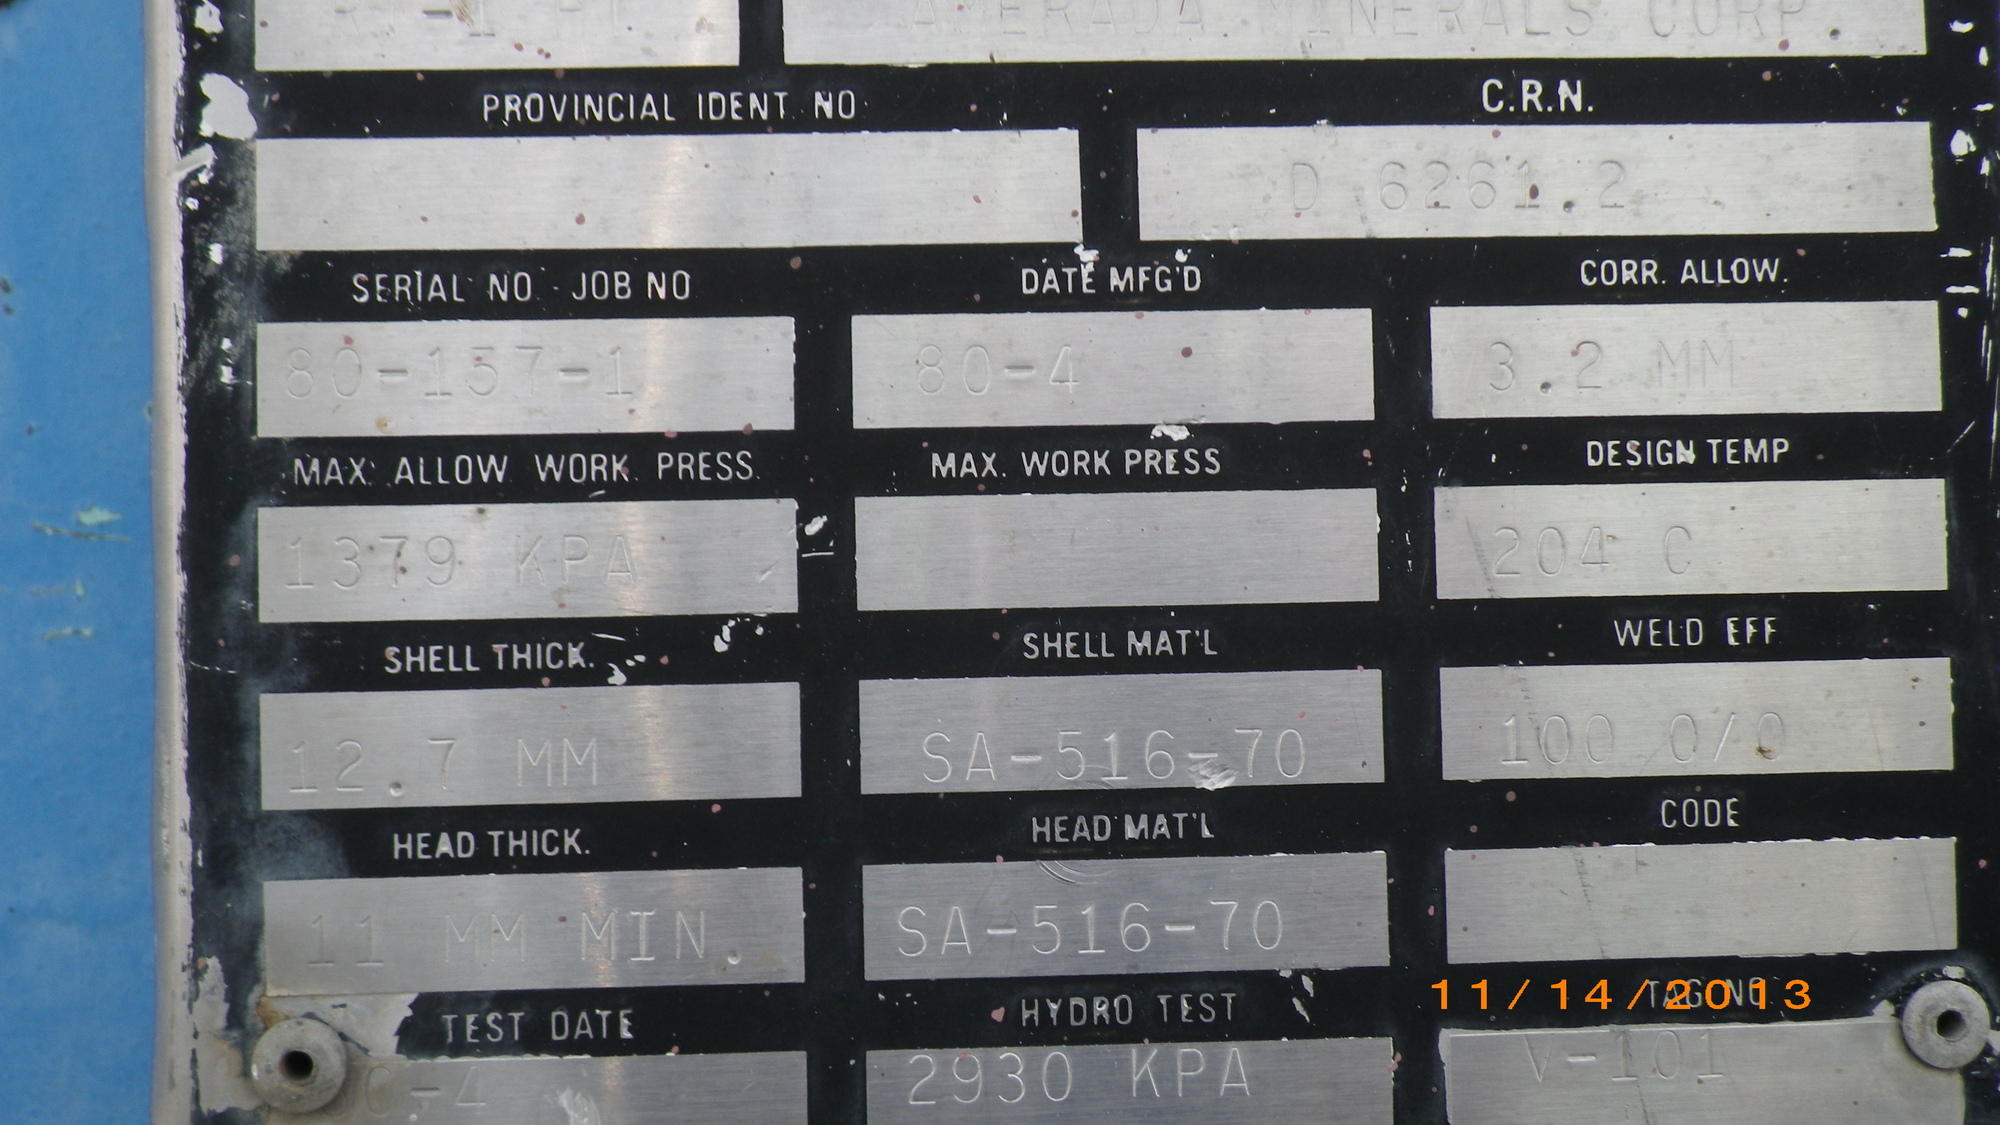 AMERADA MINERALS CORP.
PROVINCIAL IDENT. NO. C.R.N.
D 6261.2
SERIAL NO. - JOB NO. DATE MFG'D CORR. ALLOW.
80-157-1 80-4 3.2 MM
MAX. ALLOW. WORK. PRESS. MAX. WORK PRESS DESIGN TEMP
1379 KPA 204 C
SHELL THICK. SHELL MAT'L WELD EFF
12.7 MM SA-516-70 100 0/0
HEAD THICK. HEAD MAT'L CODE
11 MM MIN. SA-516-70
11/14/2013
TEST DATE HYDRO TEST TAG NO
2930 KPA V-101